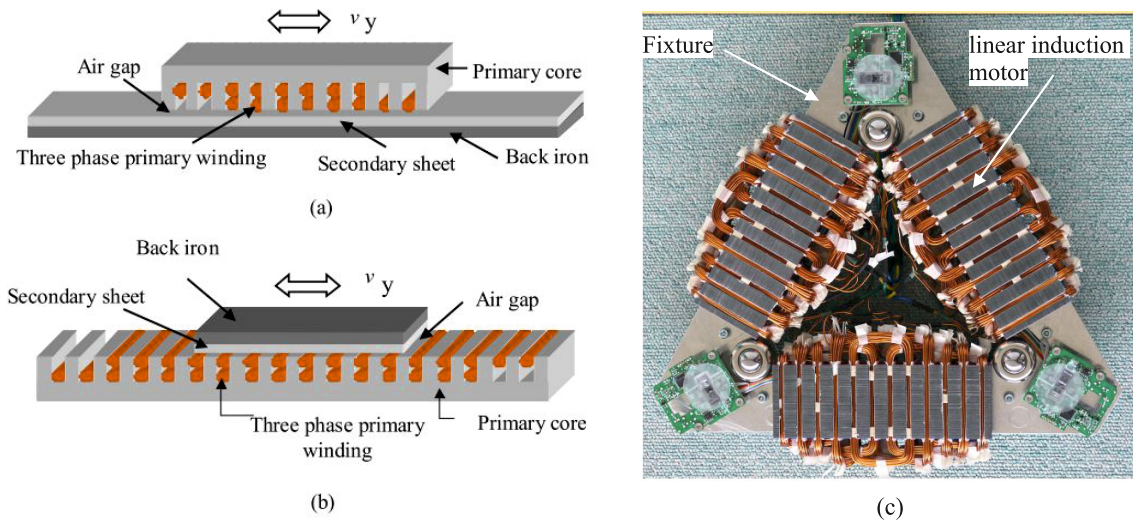 v y
Air gap
Primary core
Three phase primary winding
Secondary sheet
Back iron
(a)
Back iron
v y
Secondary sheet
Air gap
Three phase primary
winding
Primary core
(b)
Fixture
linear induction
motor
(c)